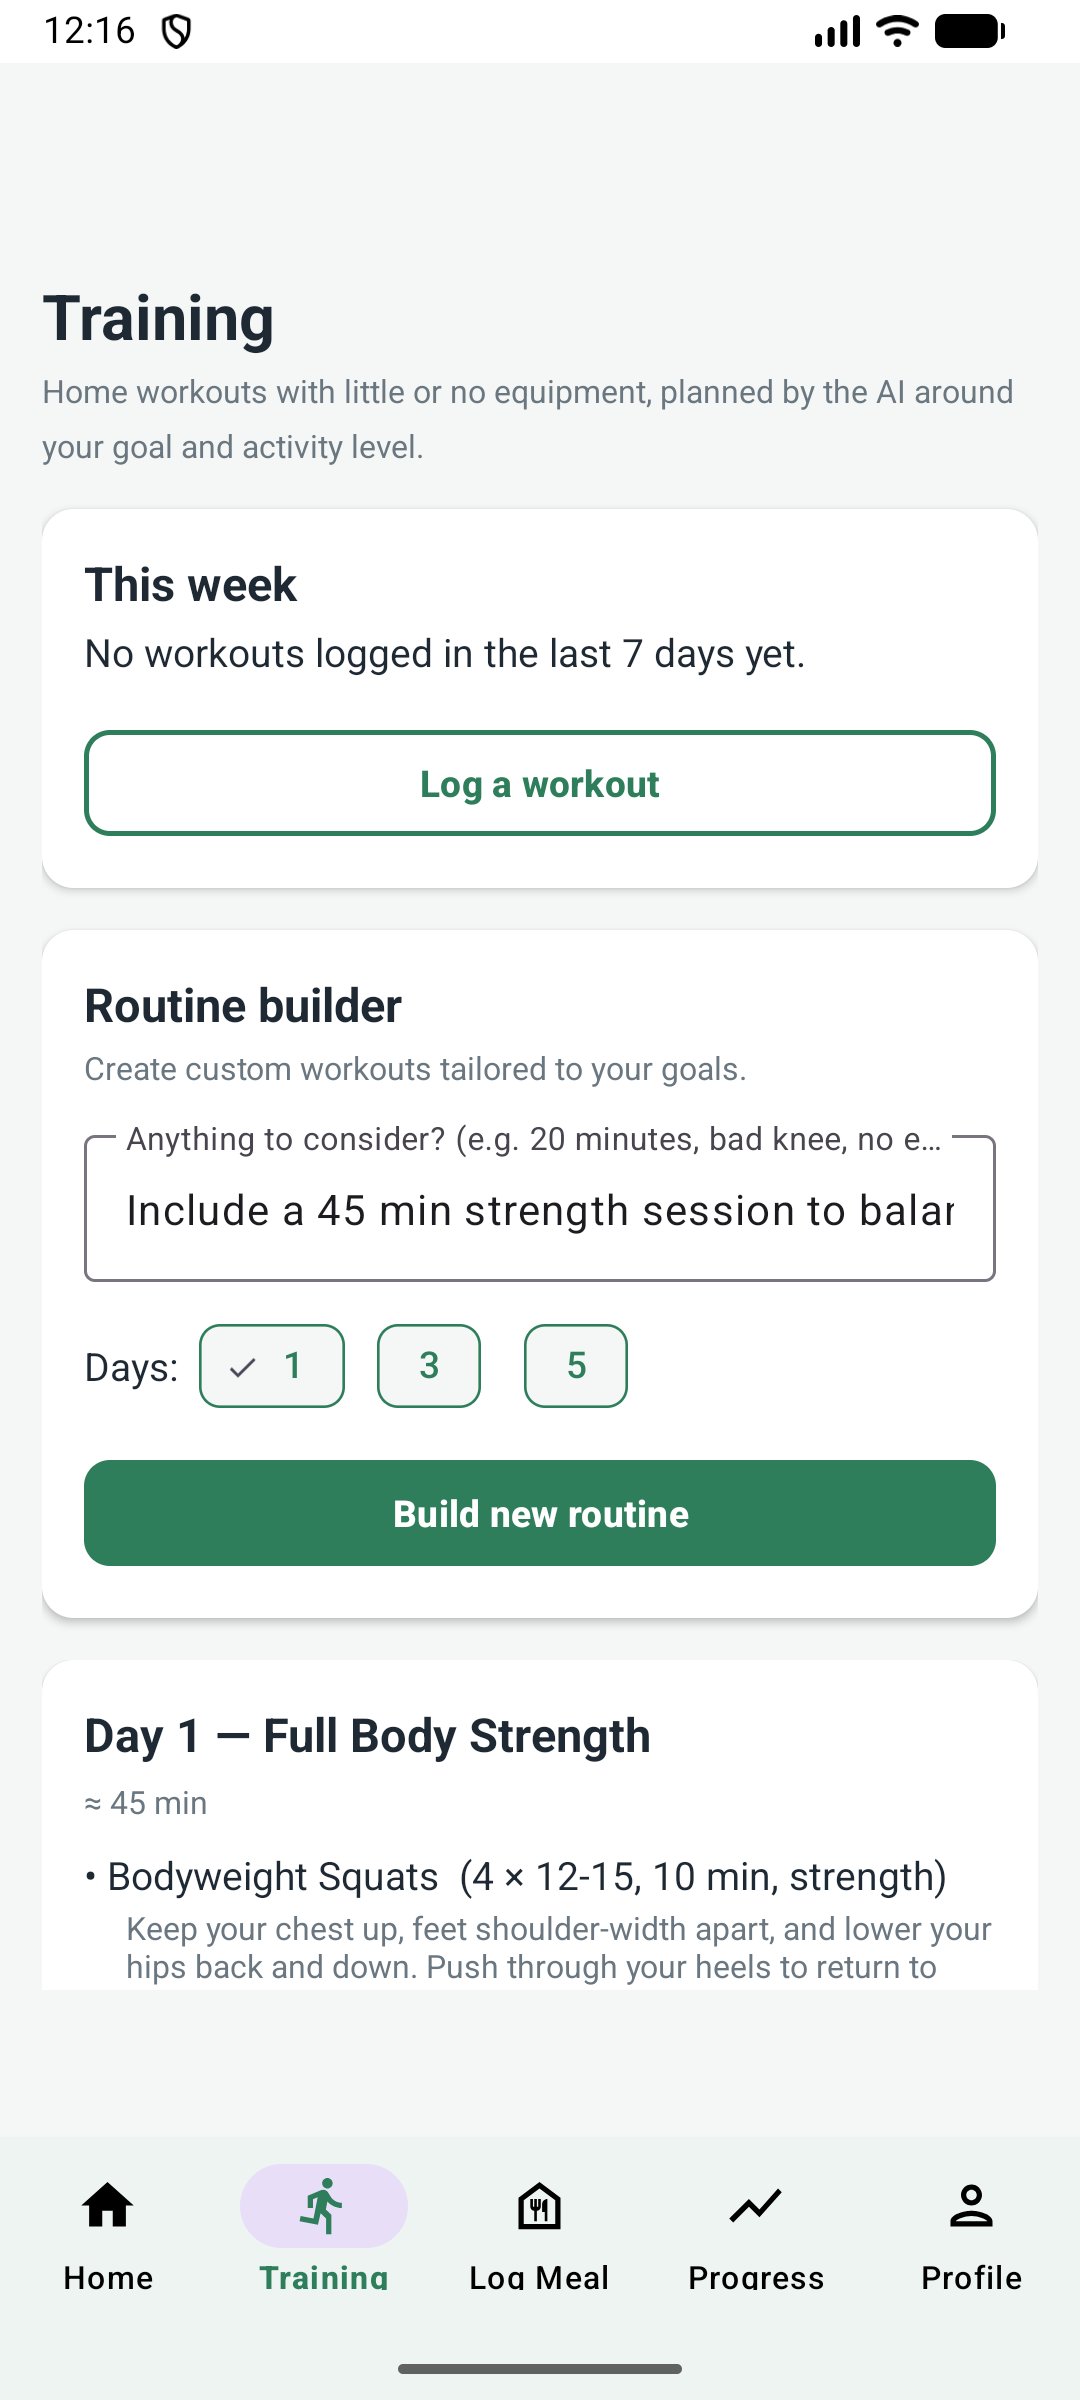 12:16
Training
Home workouts with little or no equipment, planned by the AI around
your goal and activity level.
This week
No workouts logged in the last 7 days yet.
Log a workout
Routine builder
Create custom workouts tailored to your goals.
Anything to consider? (e.g. 20 minutes, bad knee, no e...
Include a 45 min strength session to balan
Days: 1 3 5
Build new routine
Day 1 — Full Body Strength
≈ 45 min
• Bodyweight Squats (4 × 12-15, 10 min, strength)
Keep your chest up, feet shoulder-width apart, and lower your
hips back and down. Push through your heels to return to
Home Training Log Meal Progress Profile